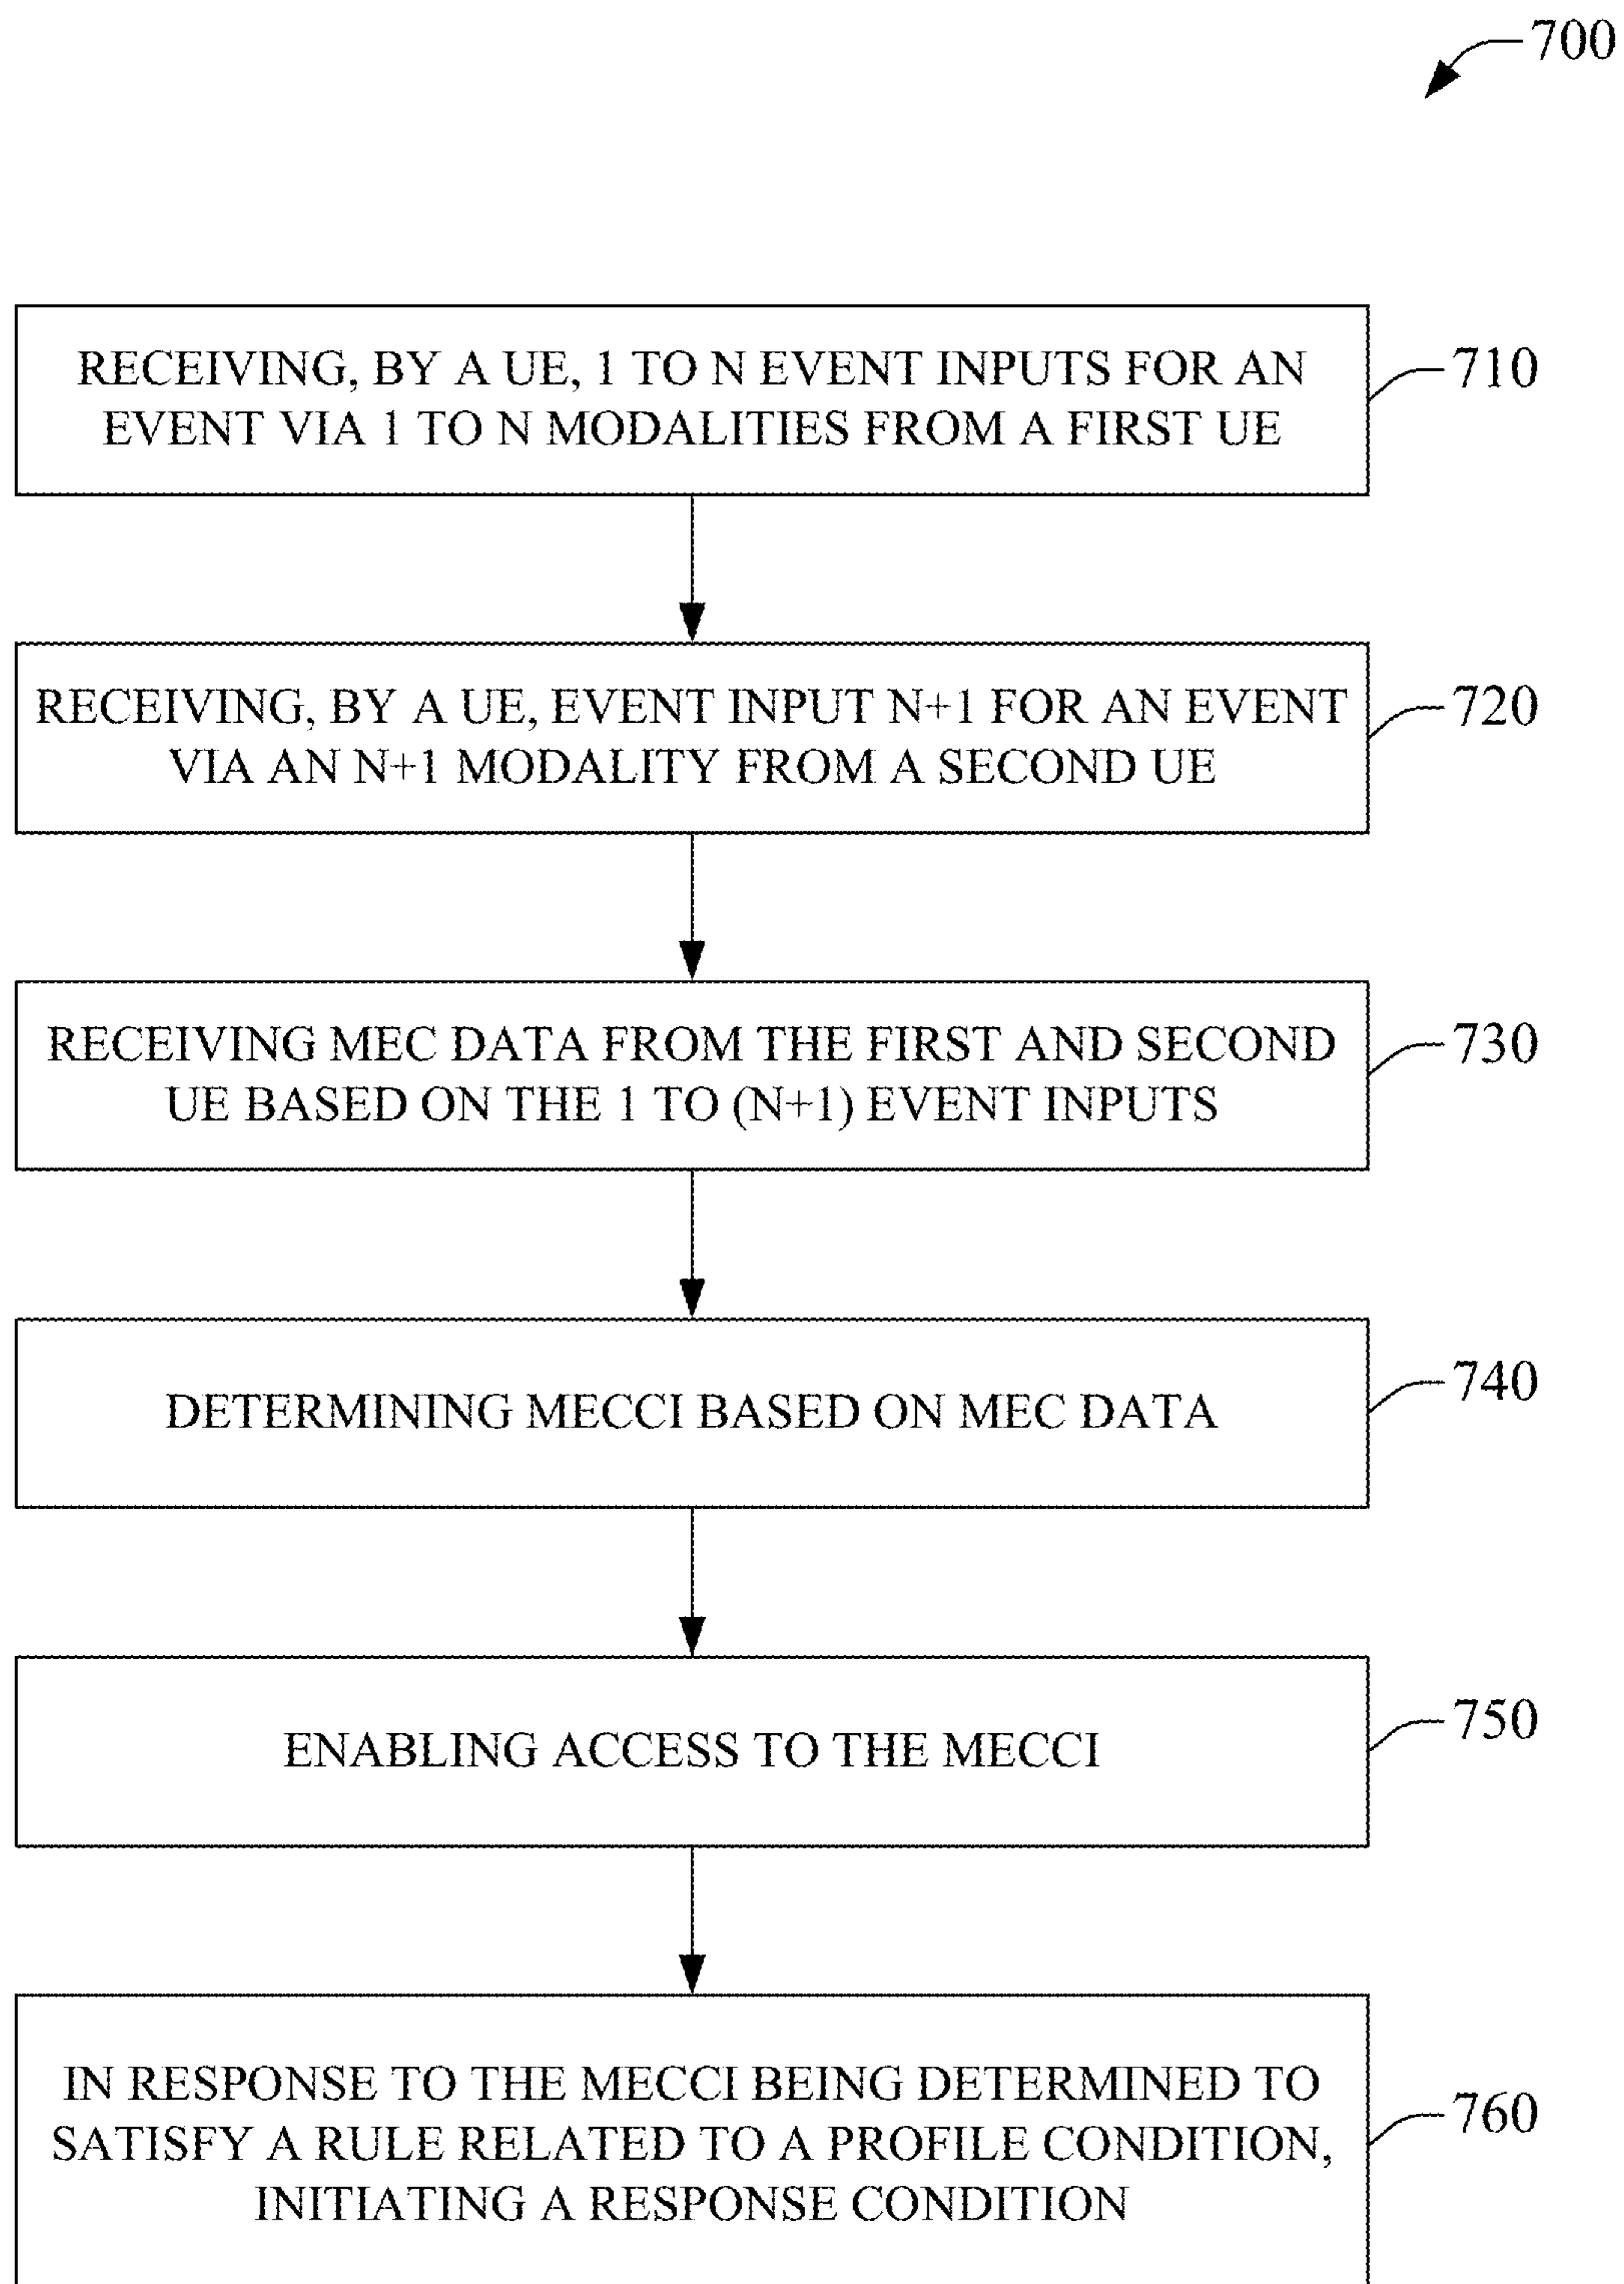 700
RECEIVING, BY A UE, 1 TO N EVENT INPUTS FOR AN
EVENT VIA 1 TO N MODALITIES FROM A FIRST UE
710
RECEIVING, BY A UE, EVENT INPUT N+1 FOR AN EVENT
VIA AN N+1 MODALITY FROM A SECOND UE
720
RECEIVING MEC DATA FROM THE FIRST AND SECOND
UE BASED ON THE 1 TO (N+1) EVENT INPUTS
730
DETERMINING MECCI BASED ON MEC DATA
740
ENABLING ACCESS TO THE MECCI
750
IN RESPONSE TO THE MECCI BEING DETERMINED TO
SATISFY A RULE RELATED TO A PROFILE CONDITION,
INITIATING A RESPONSE CONDITION
760